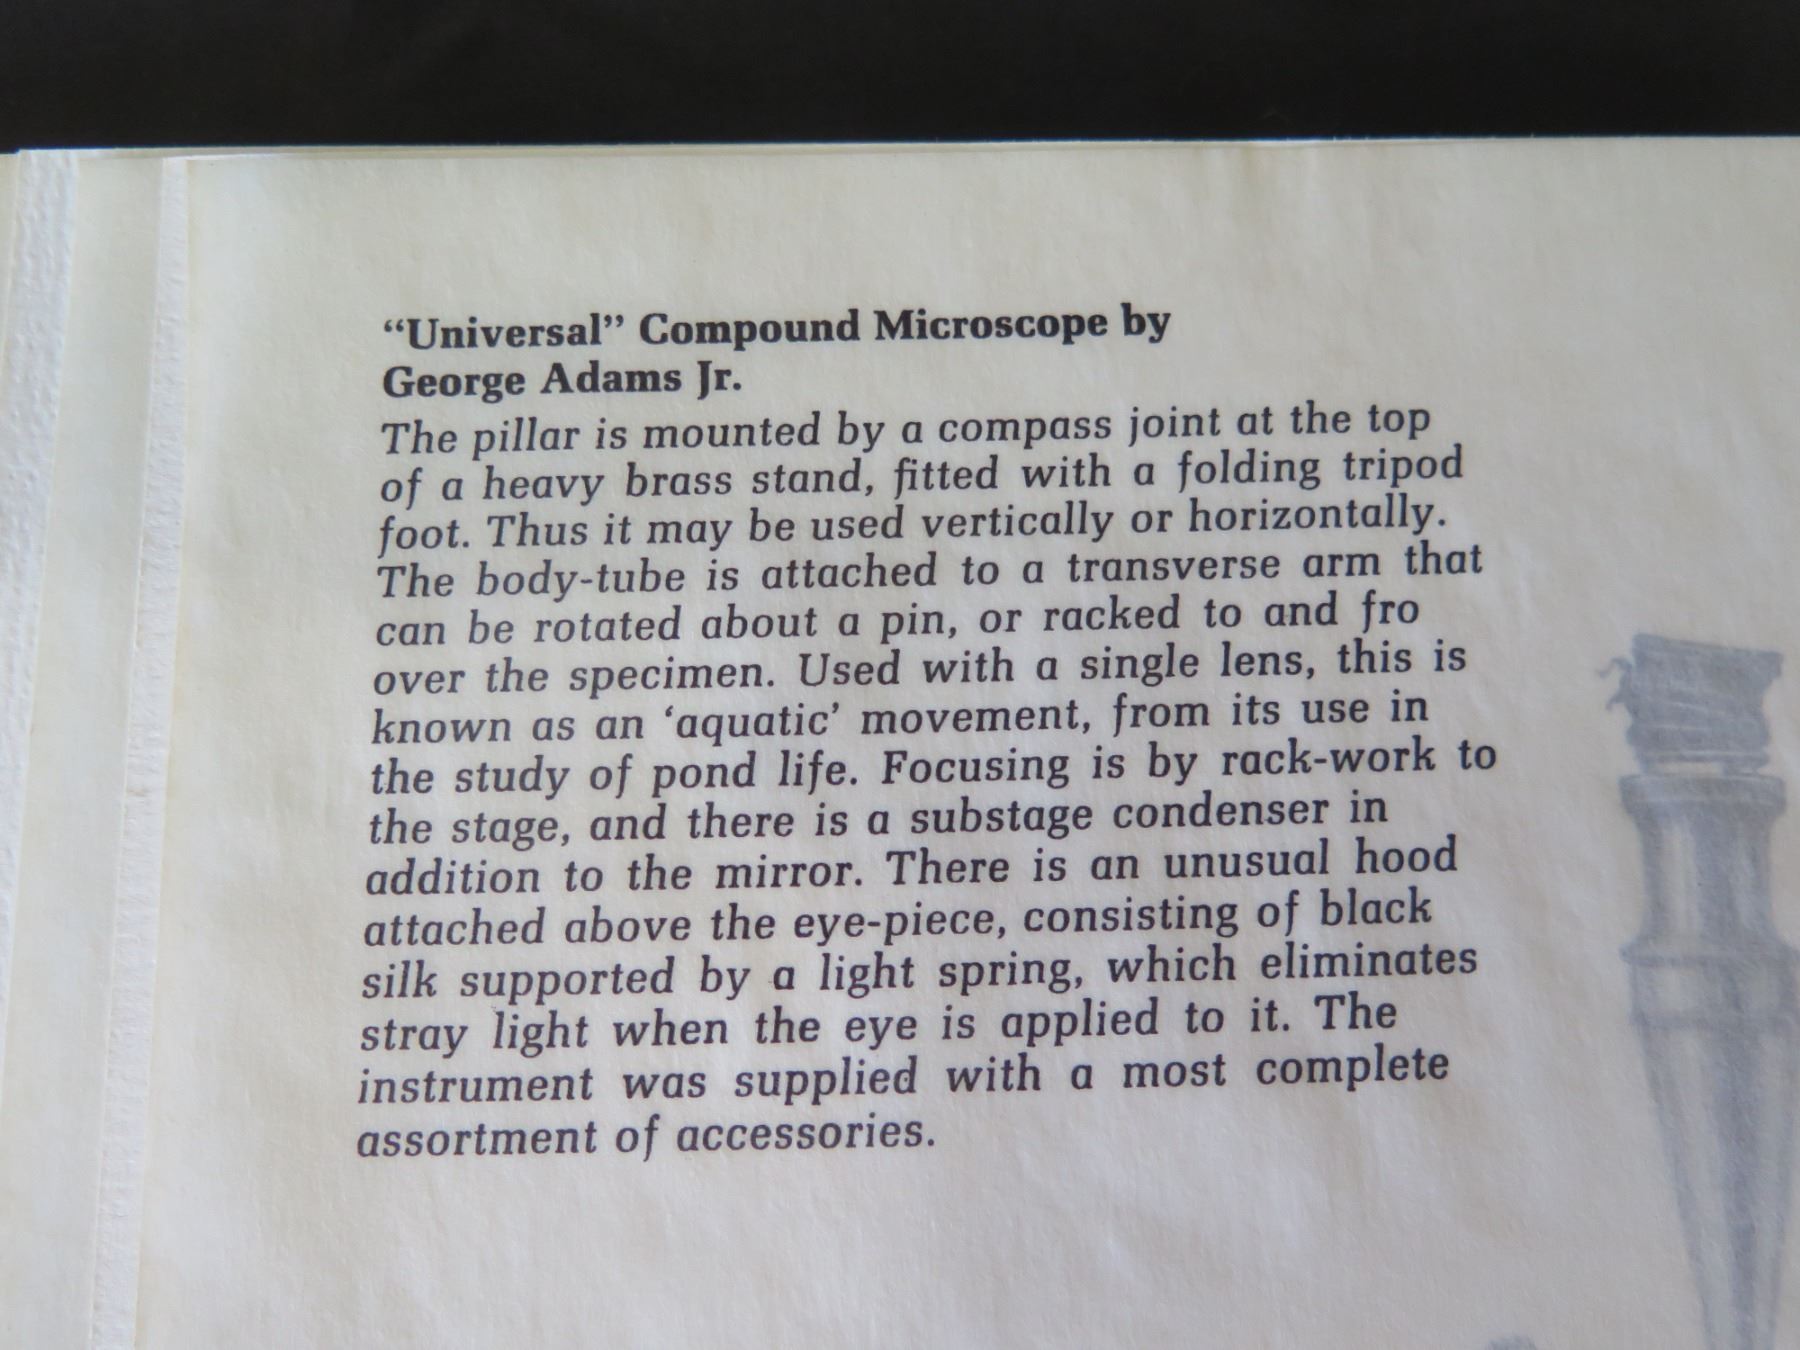 “Universal” Compound Microscope by
George Adams Jr.
The pillar is mounted by a compass joint at the top
of a heavy brass stand, fitted with a folding tripod
foot. Thus it may be used vertically or horizontally.
The body-tube is attached to a transverse arm that
can be rotated about a pin, or racked to and fro
over the specimen. Used with a single lens, this is
known as an ‘aquatic’ movement, from its use in
the study of pond life. Focusing is by rack-work to
the stage, and there is a substage condenser in
addition to the mirror. There is an unusual hood
attached above the eye-piece, consisting of black
silk supported by a light spring, which eliminates
stray light when the eye is applied to it. The
instrument was supplied with a most complete
assortment of accessories.